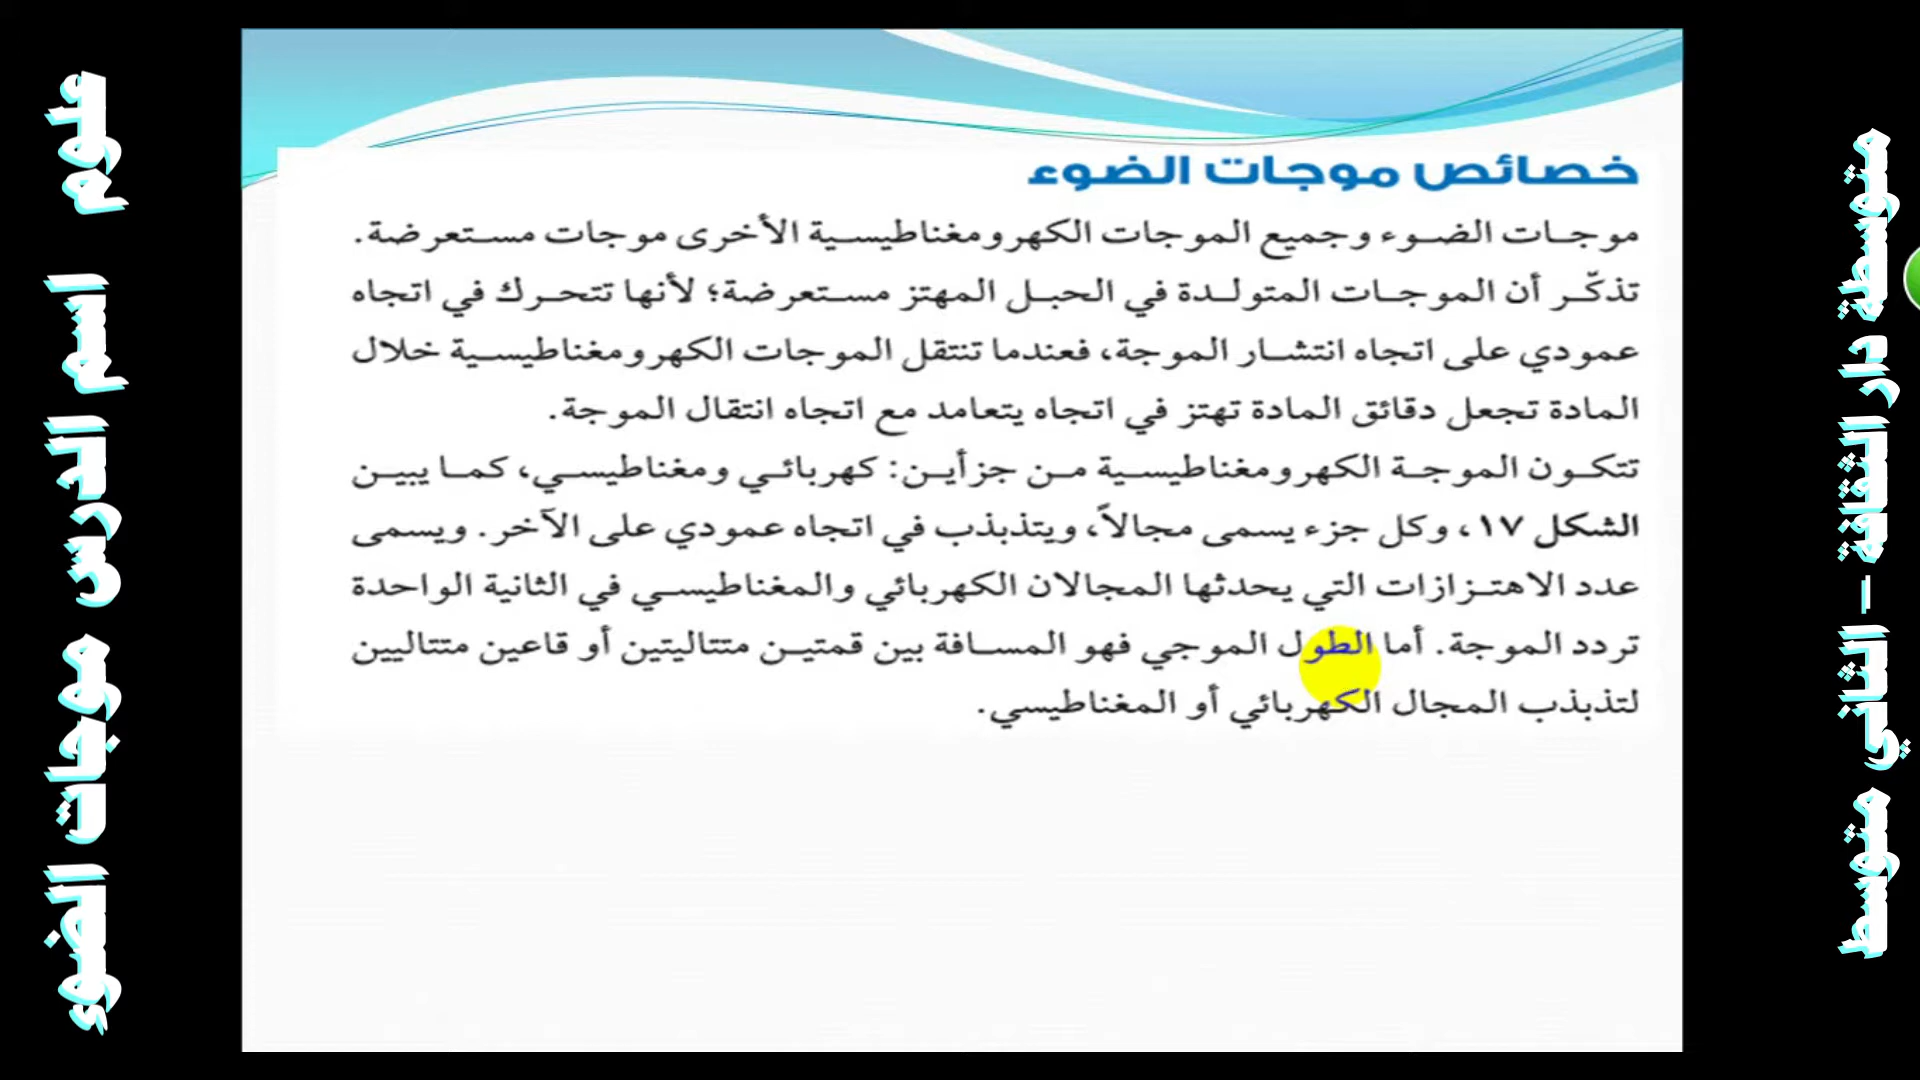 خصائص موجات الضوء
موجات الضوء وجميع الموجات الكهرومغناطيسية الأخرى موجات مستعرضة.
تذكّر أن الموجات المتولدة في الحبل المهتز مستعرضة؛ لأنها تتحرك في اتجاه
عمودي على اتجاه انتشار الموجة، فعندما تنتقل الموجات الكهرومغناطيسية خلال
المادة تجعل دقائق المادة تهتز في اتجاه يتعامد مع اتجاه انتقال الموجة.
تتكون الموجة الكهرومغناطيسية من جزأين: كهربائي ومغناطيسي، كما يبين
الشكل ١٧، وكل جزء يسمى مجالاً، ويتذبذب في اتجاه عمودي على الآخر. ويسمى
عدد الاهتزازات التي يحدثها المجالان الكهربائي والمغناطيسي في الثانية الواحدة
تردد الموجة. أما الطول الموجي فهو المسافة بين قمتين متتاليتين أو قاعين متتاليين
لتذبذب المجال الكهربائي أو المغناطيسي.
متوسطة دار الثقافة – الثاني متوسط
علوم اسم الدرس موجات الضوء